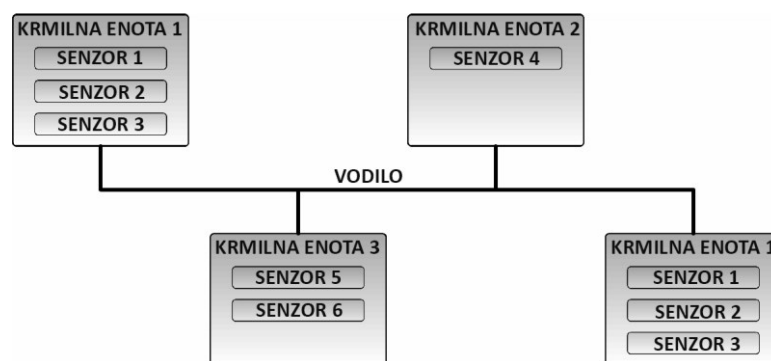 KRMILNA ENOTA 1
SENZOR 1
SENZOR 2
SENZOR 3
KRMILNA ENOTA 2
SENZOR 4
VODILO
KRMILNA ENOTA 3
SENZOR 5
SENZOR 6
KRMILNA ENOTA 1
SENZOR 1
SENZOR 2
SENZOR 3